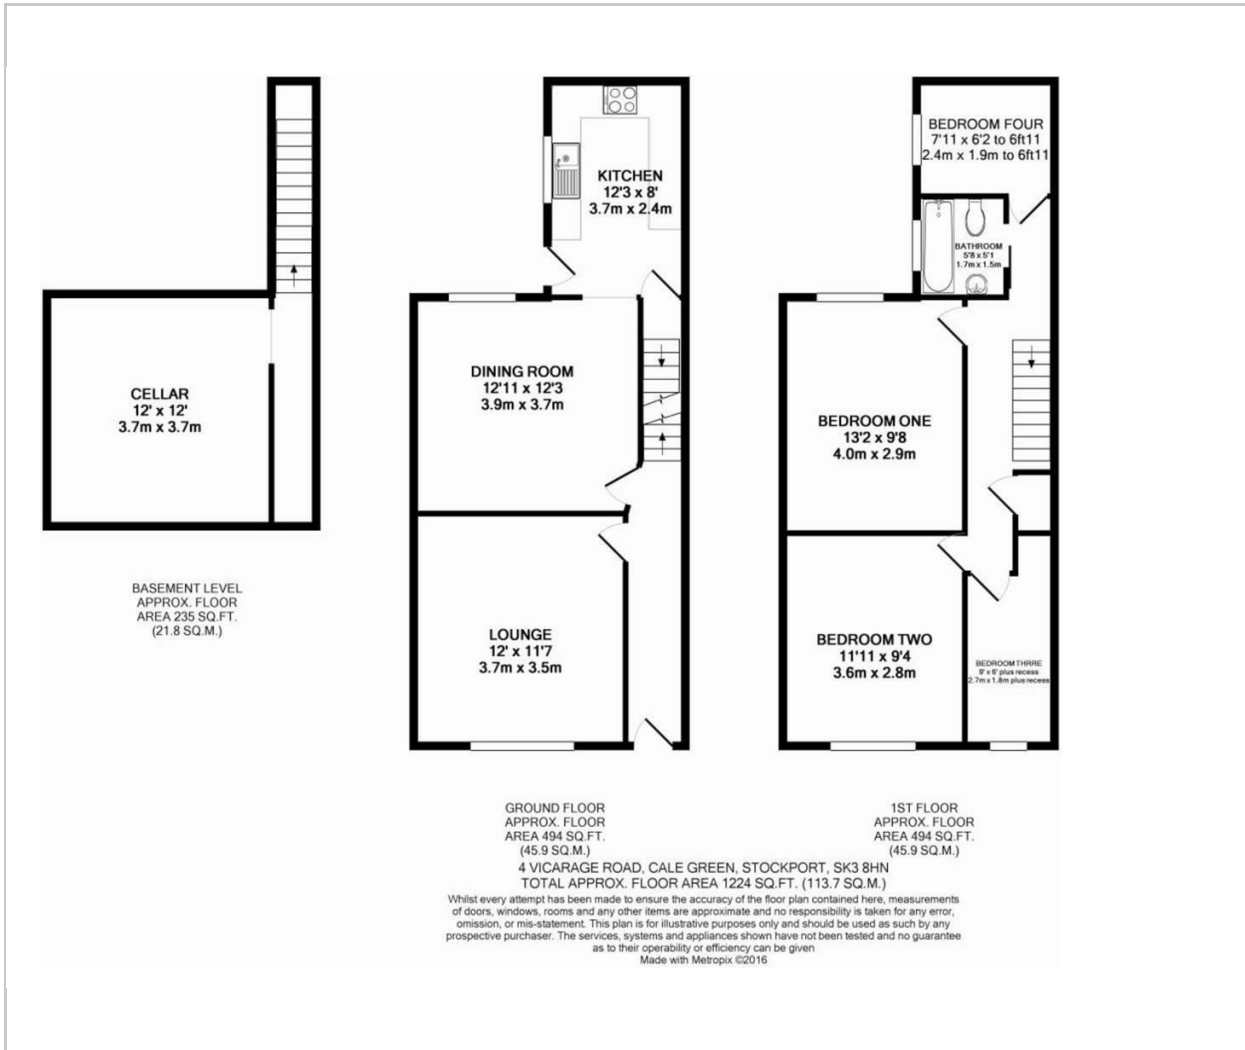 CELLAR
12' x 12'
3.7m x 3.7m
BASEMENT LEVEL
APPROX. FLOOR
AREA 235 SQ.FT.
(21.8 SQ.M.)
KITCHEN
12'3 x 8'
3.7m x 2.4m
DINING ROOM
12'11 x 12'3
3.9m x 3.7m
LOUNGE
12' x 11'7
3.7m x 3.5m
GROUND FLOOR
APPROX. FLOOR
AREA 494 SQ.FT.
(45.9 SQ.M.)
BEDROOM FOUR
7'11 x 6'2 to 6ft11
2.4m x 1.9m to 6ft11
BATHROOM
5'8 x 5'1
1.7m x 1.5m
BEDROOM ONE
13'2 x 9'8
4.0m x 2.9m
BEDROOM TWO
11'11 x 9'4
3.6m x 2.8m
BEDROOM THRRE
9' x 6' plus recess
2.7m x 1.8m plus recess
1ST FLOOR
APPROX. FLOOR
AREA 494 SQ.FT.
(45.9 SQ.M.)
4 VICARAGE ROAD, CALE GREEN, STOCKPORT, SK3 8HN
TOTAL APPROX. FLOOR AREA 1224 SQ.FT. (113.7 SQ.M.)
Whilst every attempt has been made to ensure the accuracy of the floor plan contained here, measurements
of doors, windows, rooms and any other items are approximate and no responsibility is taken for any error,
omission, or mis-statement. This plan is for illustrative purposes only and should be used as such by any
prospective purchaser. The services, systems and appliances shown have not been tested and no guarantee
as to their operability or efficiency can be given
Made with Metropix ©2016